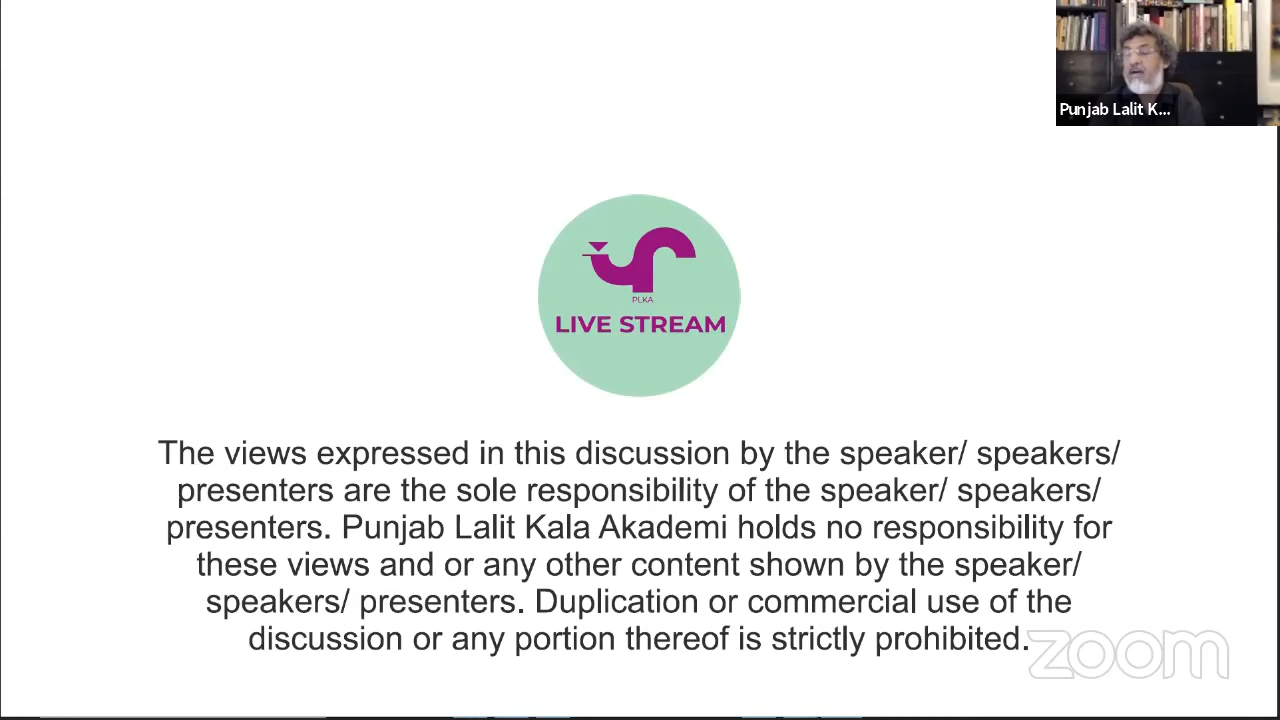 Punjab Lalit K...
PLKA
LIVE STREAM
The views expressed in this discussion by the speaker/ speakers/
presenters are the sole responsibility of the speaker/ speakers/
presenters. Punjab Lalit Kala Akademi holds no responsibility for
these views and or any other content shown by the speaker/
speakers/ presenters. Duplication or commercial use of the
discussion or any portion thereof is strictly prohibited.
zoom